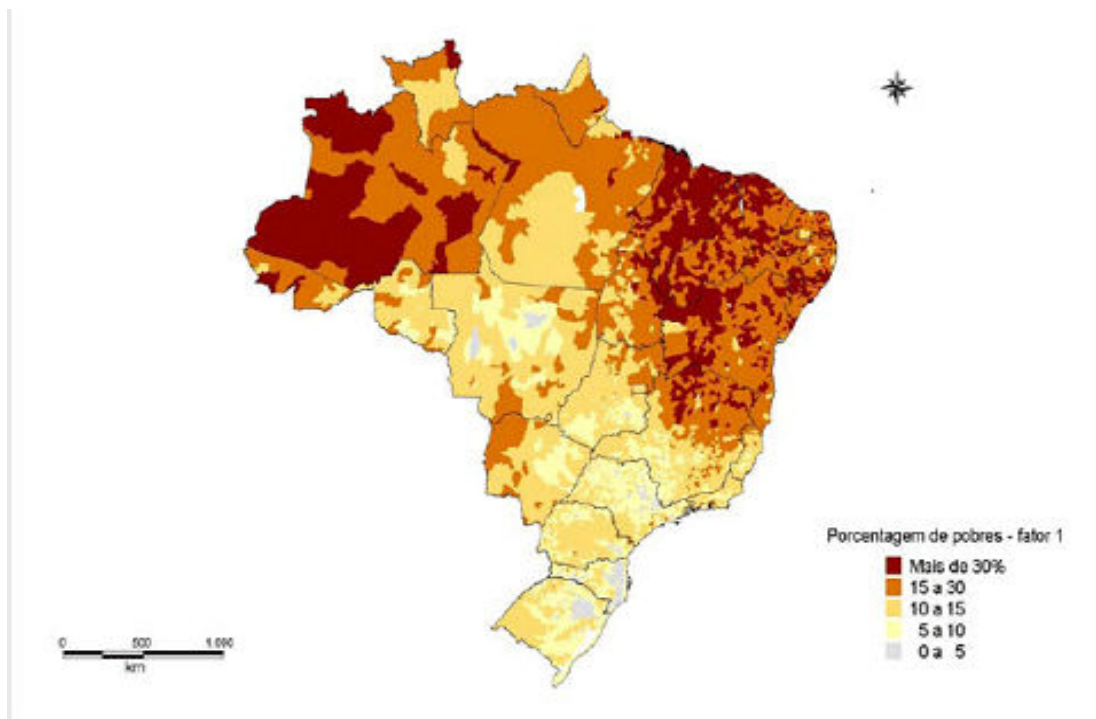 Porcentagem de pobres - fator 1
Mais de 30%
15 a 30
10 a 15
5 a 10
0 a 5
0 500 1.000
km